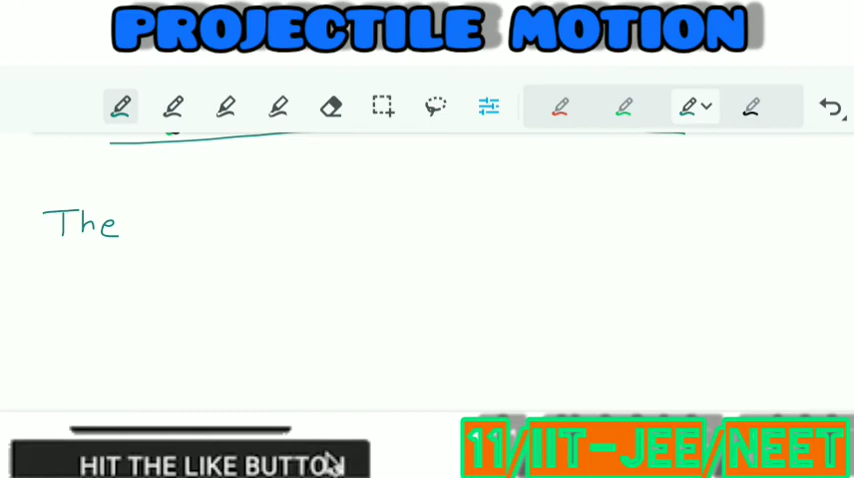 PROJECTILE MOTION
The
HIT THE LIKE BUTTON
11/IIT-JEE/NEET